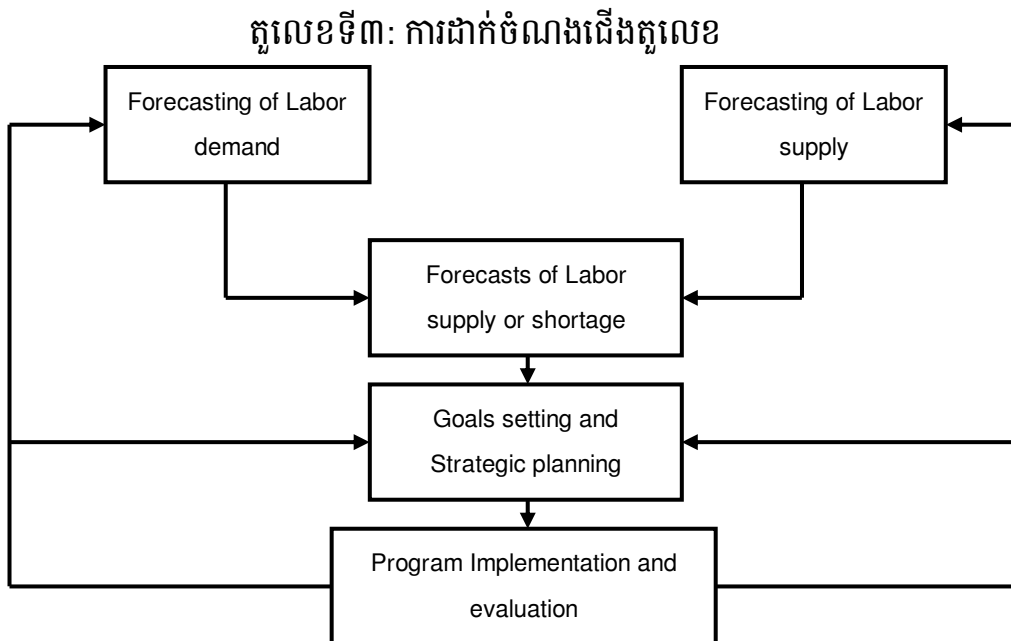 តួលេខទី៣: ការដាក់ចំណងជើងតួលេខ
Forecasting of Labor
demand
Forecasting of Labor
supply
Forecasts of Labor
supply or shortage
Goals setting and
Strategic planning
Program Implementation and
evaluation